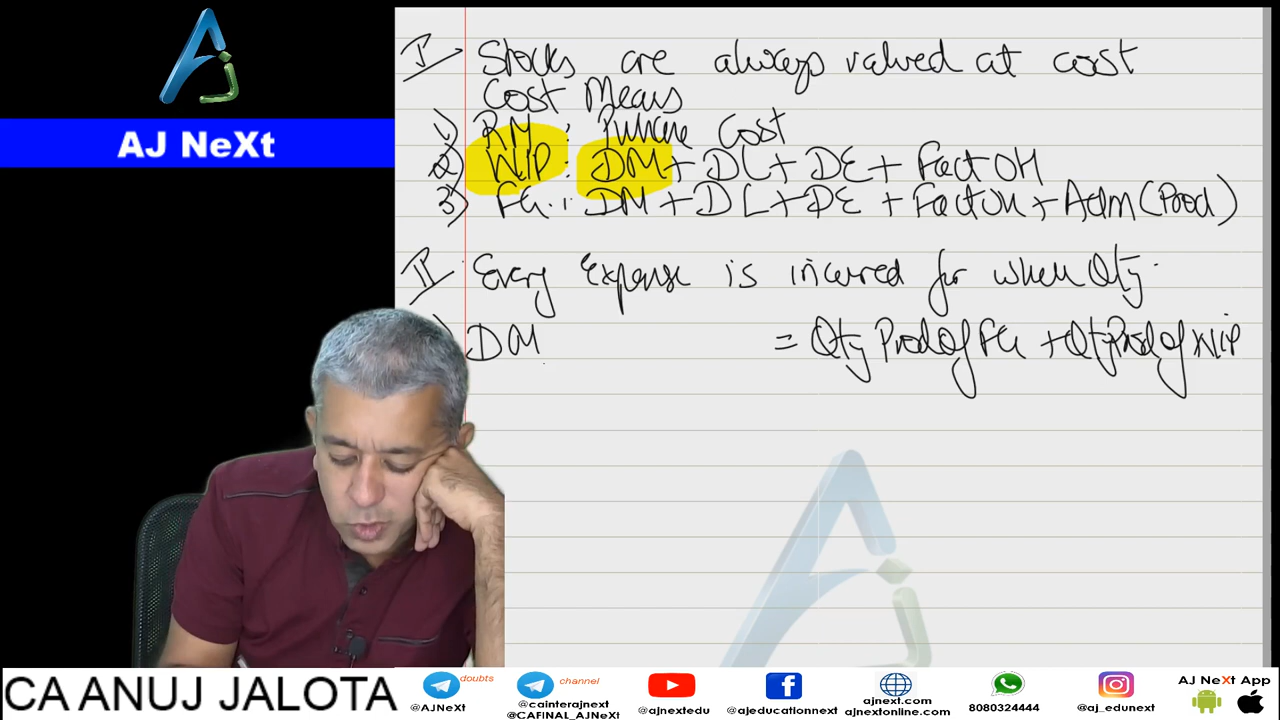 AJ NeXt
I Stocks are always valued at cost
Cost Means
1) RM : Purchase Cost
2) WIP : DM + DL + DE + Fact OH
3) FG : DM + DL + DE + Fact OH + Adm (Prod)
II Every Expense is incurred for when Qty.
) DM = Qty Prod of FG + Qty Prod of WIP
CA ANUJ JALOTA
doubts
@AJNeXt
channel
@cainterajnext
@CAFINAL_AJNeXt
@ajnextedu
@ajeducationnext
ajnext.com
ajnextonline.com
8080324444
@aj_edunext
AJ NeXt App